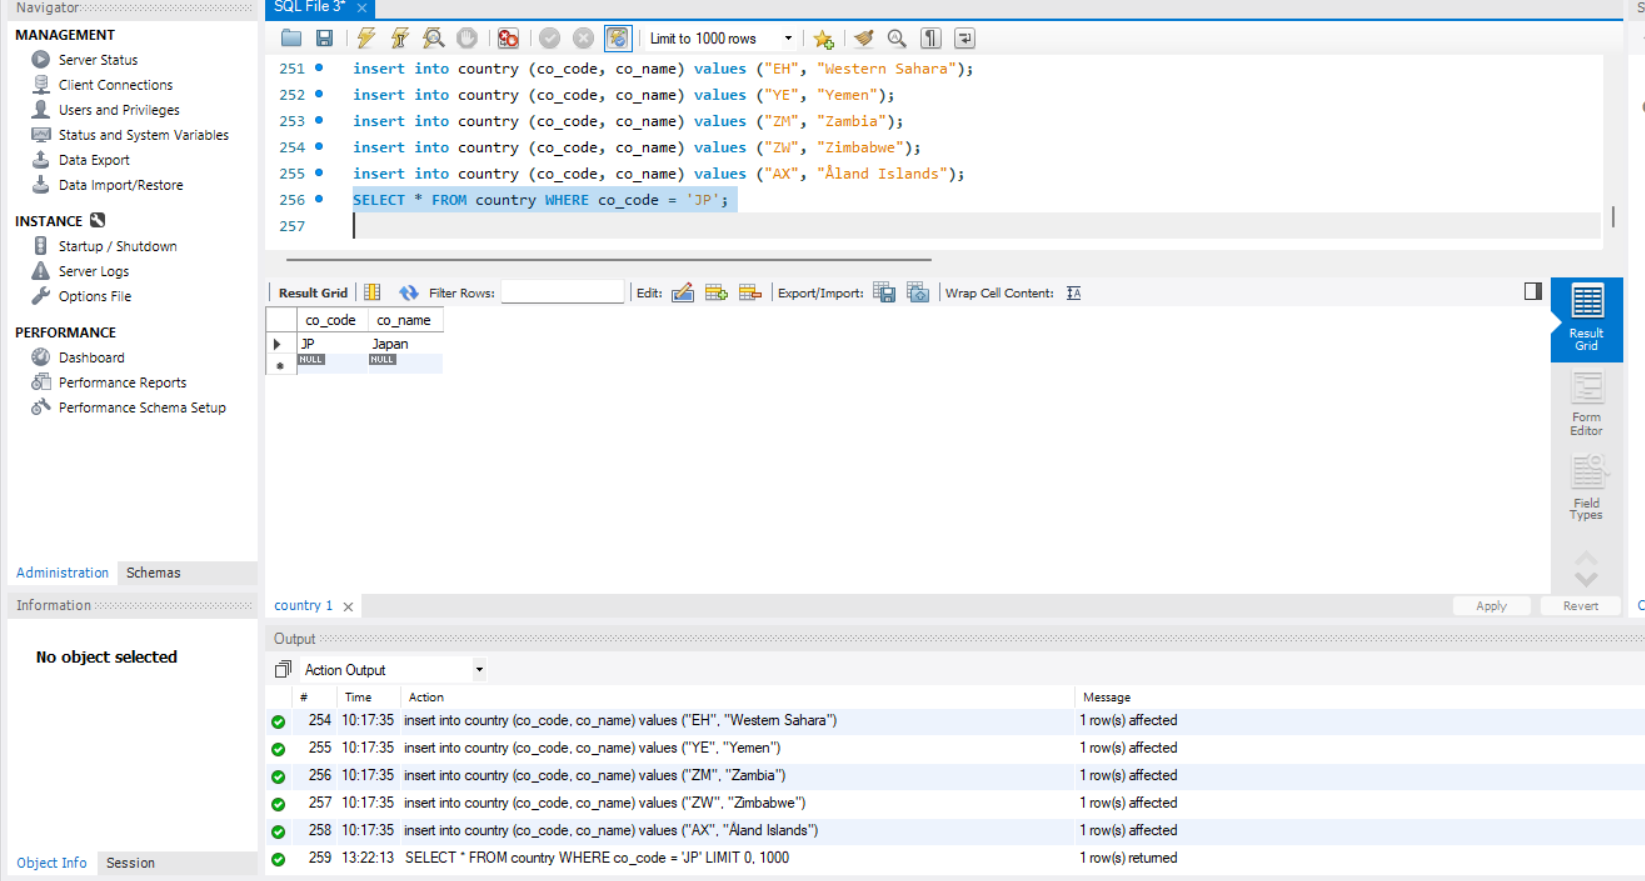 Navigator
MANAGEMENT
Server Status
Client Connections
Users and Privileges
Status and System Variables
Data Export
Data Import/Restore
INSTANCE
Startup / Shutdown
Server Logs
Options File
PERFORMANCE
Dashboard
Performance Reports
Performance Schema Setup
Administration Schemas
Information
No object selected
Object Info Session
SQL File 3*
Limit to 1000 rows
251 insert into country (co_code, co_name) values ("EH", "Western Sahara");
252 insert into country (co_code, co_name) values ("YE", "Yemen");
253 insert into country (co_code, co_name) values ("ZM", "Zambia");
254 insert into country (co_code, co_name) values ("ZW", "Zimbabwe");
255 insert into country (co_code, co_name) values ("AX", "Åland Islands");
256 SELECT * FROM country WHERE co_code = 'JP';
257
Result Grid Filter Rows: Edit: Export/Import: Wrap Cell Content:
co_code co_name
JP Japan
NULL NULL
Result
Grid
Form
Editor
Field
Types
country 1 Apply Revert
Output
Action Output
# Time Action Message
254 10:17:35 insert into country (co_code, co_name) values ("EH", "Western Sahara") 1 row(s) affected
255 10:17:35 insert into country (co_code, co_name) values ("YE", "Yemen") 1 row(s) affected
256 10:17:35 insert into country (co_code, co_name) values ("ZM", "Zambia") 1 row(s) affected
257 10:17:35 insert into country (co_code, co_name) values ("ZW", "Zimbabwe") 1 row(s) affected
258 10:17:35 insert into country (co_code, co_name) values ("AX", "Åland Islands") 1 row(s) affected
259 13:22:13 SELECT * FROM country WHERE co_code = 'JP' LIMIT 0, 1000 1 row(s) returned